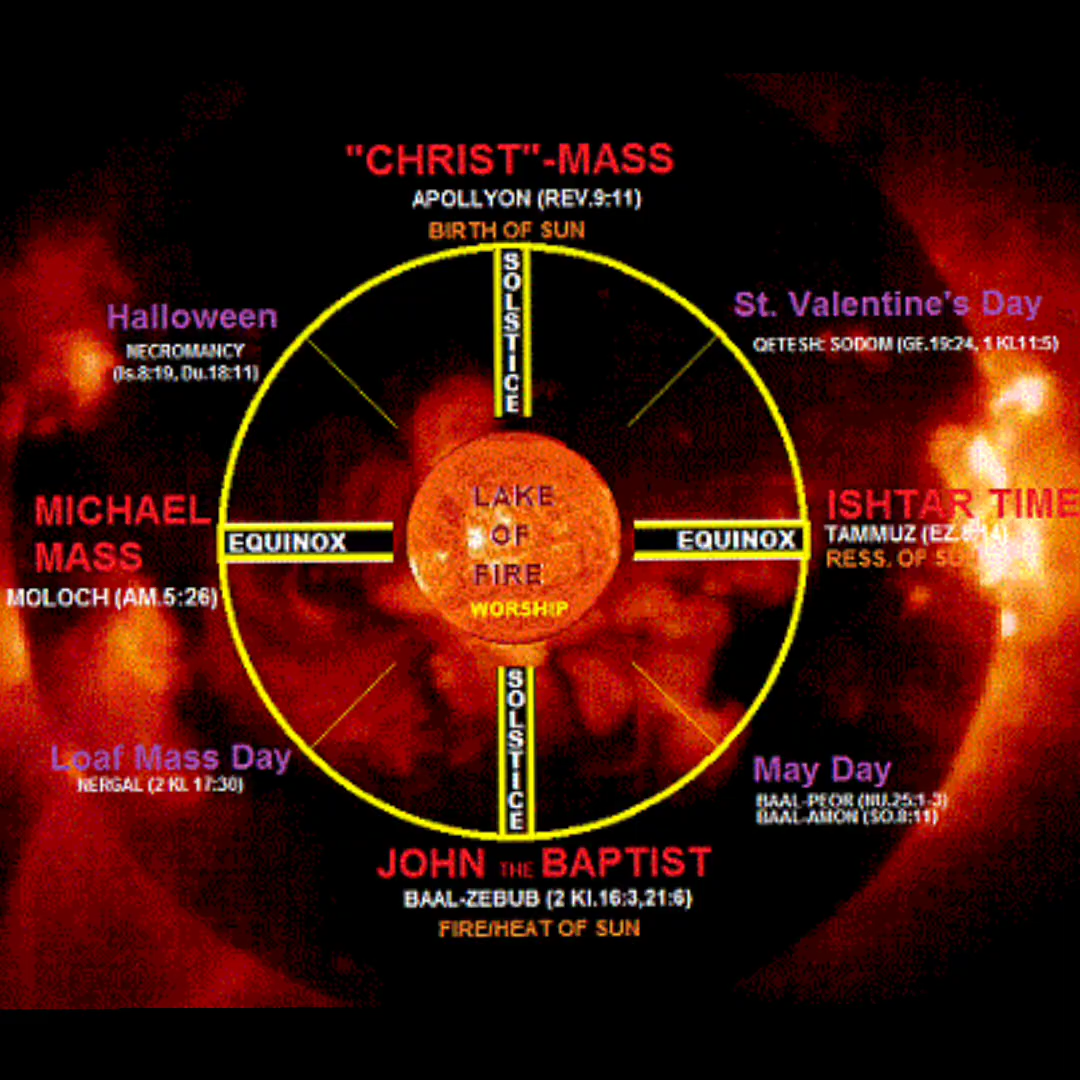 "CHRIST"-MASS
APOLLYON (REV.9:11)
BIRTH OF SUN
SOLSTICE
Halloween
NECROMANCY
(Is.8:19, Du.18:11)
St. Valentine's Day
QETESH: SODOM (GE.19:24, 1 KI.11:5)
MICHAEL
MASS
MOLOCH (AM.5:26)
EQUINOX
LAKE
OF
FIRE
WORSHIP
EQUINOX
ISHTAR TIME
TAMMUZ
RESS. OF
SOLSTICE
Loaf Mass Day
NERGAL (2 KI. 17:30)
May Day
BAAL-PEOR (NU.25:1-3)
BAAL-AMON (SO.8:11)
JOHN THE BAPTIST
BAAL-ZEBUB (2 KI.16:3,21:6)
FIRE/HEAT OF SUN